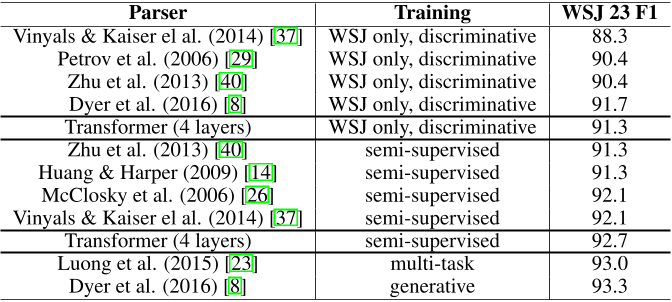 Parser Training WSJ 23 F1
Vinyals & Kaiser el al. (2014) [37] WSJ only, discriminative 88.3
Petrov et al. (2006) [29] WSJ only, discriminative 90.4
Zhu et al. (2013) [40] WSJ only, discriminative 90.4
Dyer et al. (2016) [8] WSJ only, discriminative 91.7
Transformer (4 layers) WSJ only, discriminative 91.3
Zhu et al. (2013) [40] semi-supervised 91.3
Huang & Harper (2009) [14] semi-supervised 91.3
McClosky et al. (2006) [26] semi-supervised 92.1
Vinyals & Kaiser el al. (2014) [37] semi-supervised 92.1
Transformer (4 layers) semi-supervised 92.7
Luong et al. (2015) [23] multi-task 93.0
Dyer et al. (2016) [8] generative 93.3